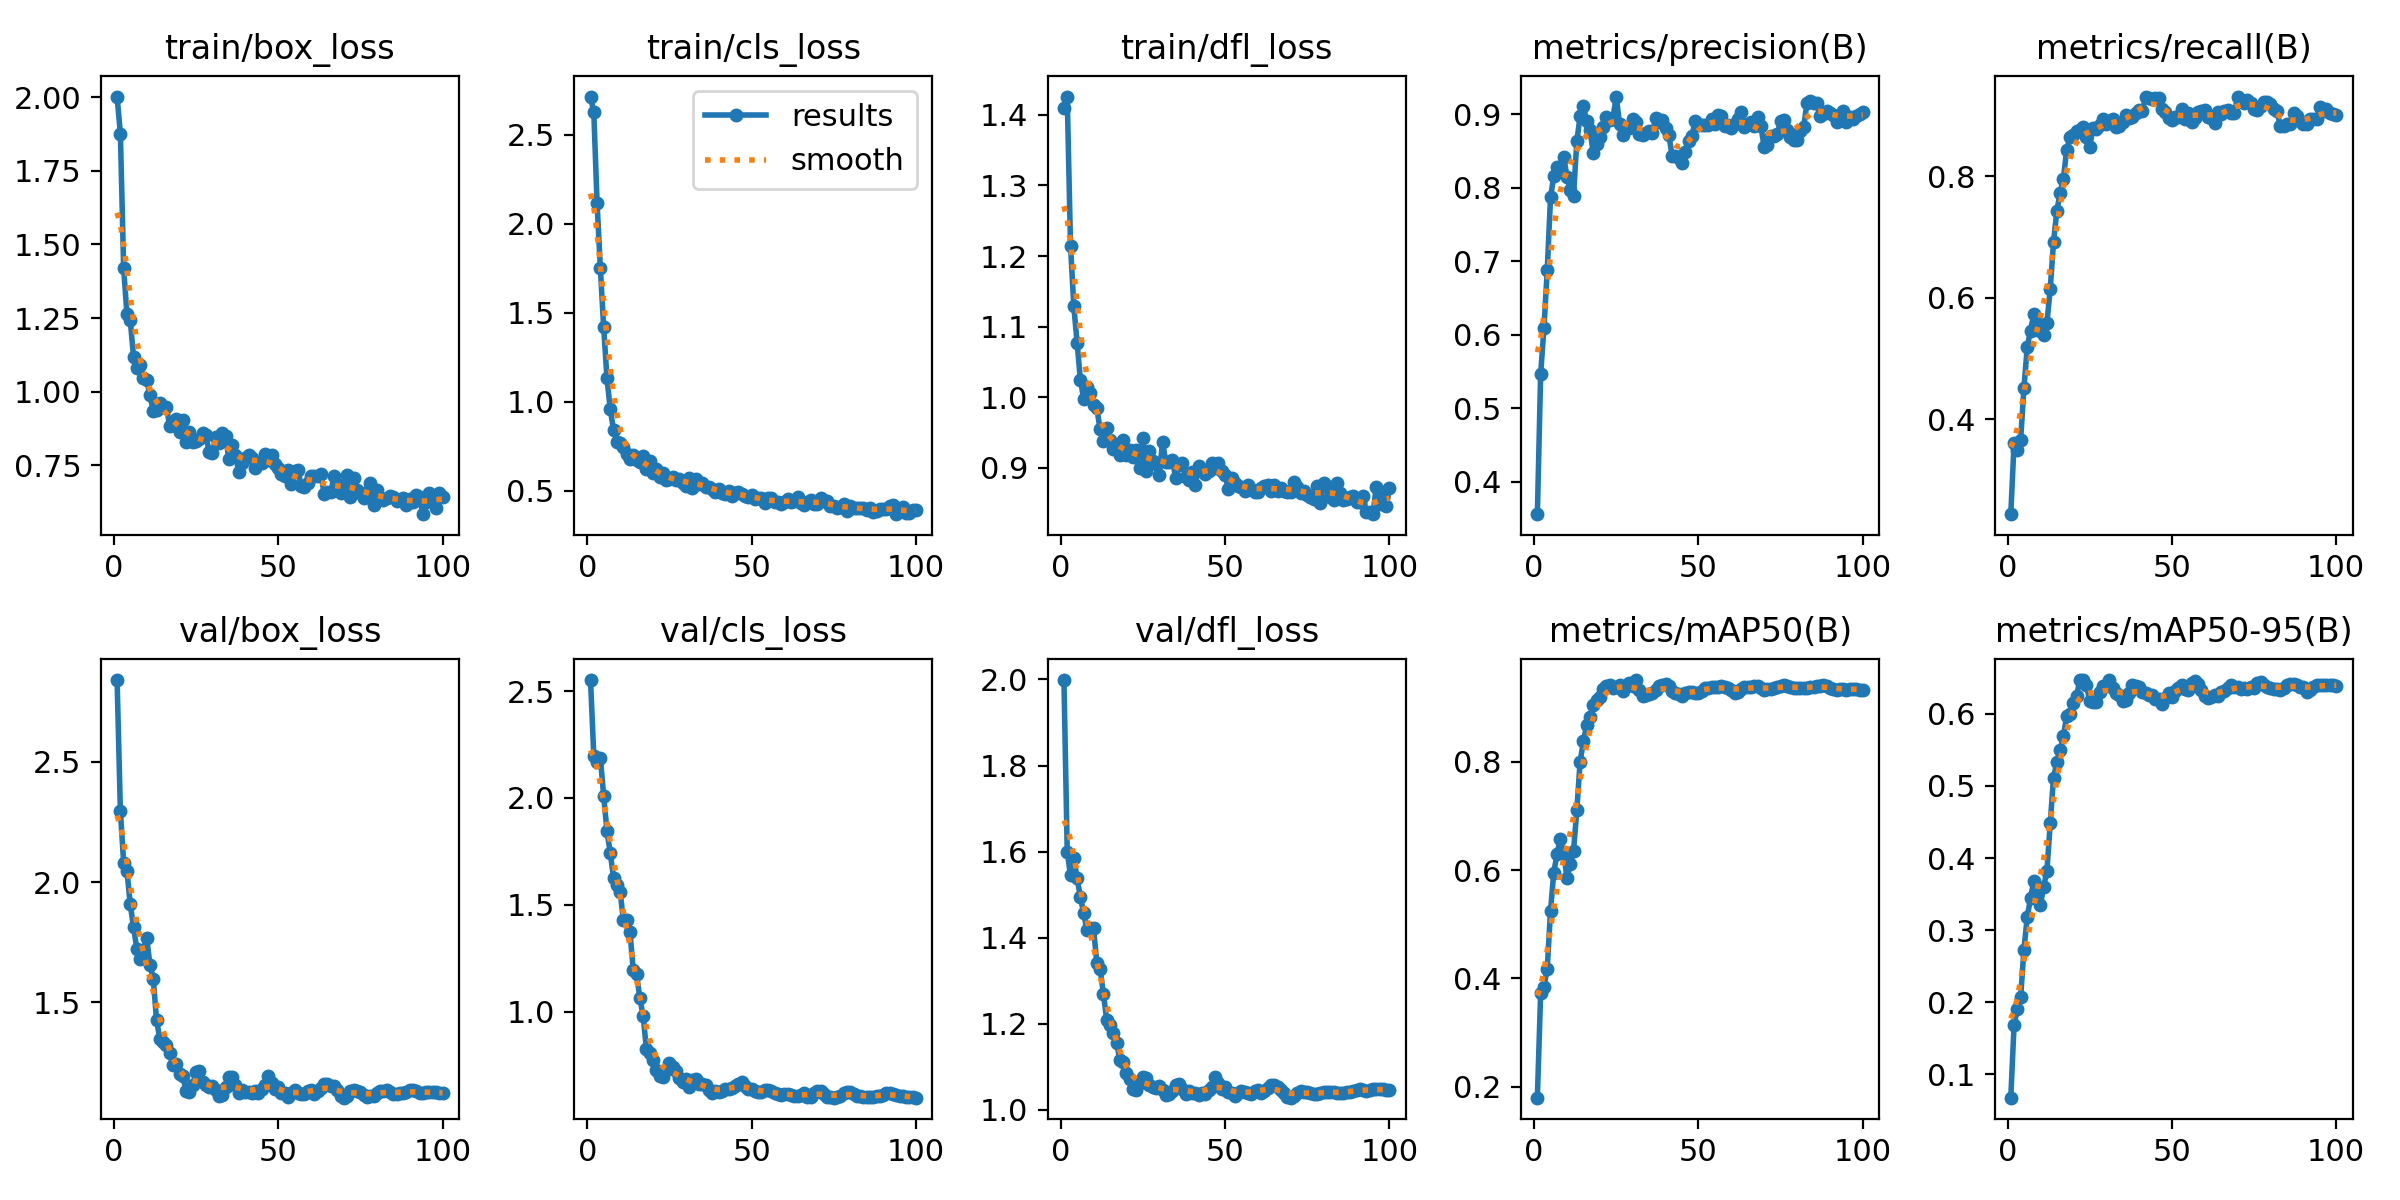 train/box_loss
2.00
1.75
1.50
1.25
1.00
0.75
0 50 100
train/cls_loss
results
smooth
2.5
2.0
1.5
1.0
0.5
0 50 100
train/dfl_loss
1.4
1.3
1.2
1.1
1.0
0.9
0 50 100
metrics/precision(B)
0.9
0.8
0.7
0.6
0.5
0.4
0 50 100
metrics/recall(B)
0.8
0.6
0.4
0 50 100
val/box_loss
2.5
2.0
1.5
0 50 100
val/cls_loss
2.5
2.0
1.5
1.0
0 50 100
val/dfl_loss
2.0
1.8
1.6
1.4
1.2
1.0
0 50 100
metrics/mAP50(B)
0.8
0.6
0.4
0.2
0 50 100
metrics/mAP50-95(B)
0.6
0.5
0.4
0.3
0.2
0.1
0 50 100